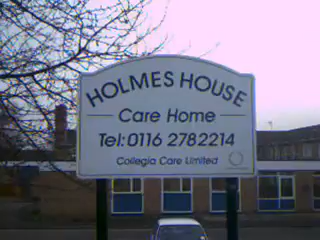 HOLMES HOUSE
Care Home
Tel: 0116 2782214
Collegia Care Limited